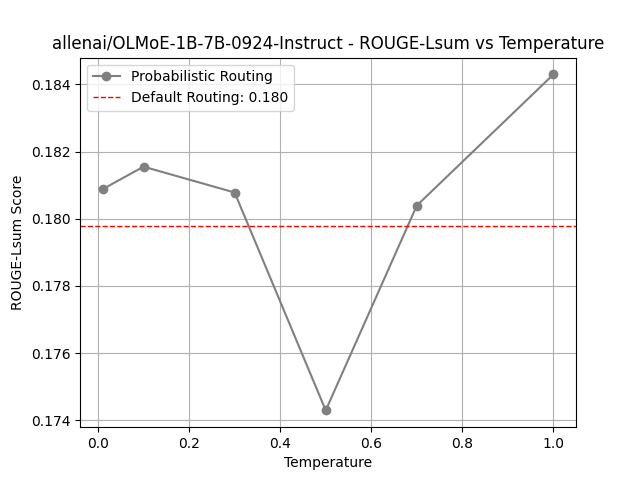 allenai/OLMoE-1B-7B-0924-Instruct - ROUGE-Lsum vs Temperature
Probabilistic Routing
Default Routing: 0.180
0.184
0.182
0.180
0.178
0.176
0.174
ROUGE-Lsum Score
0.0 0.2 0.4 0.6 0.8 1.0
Temperature